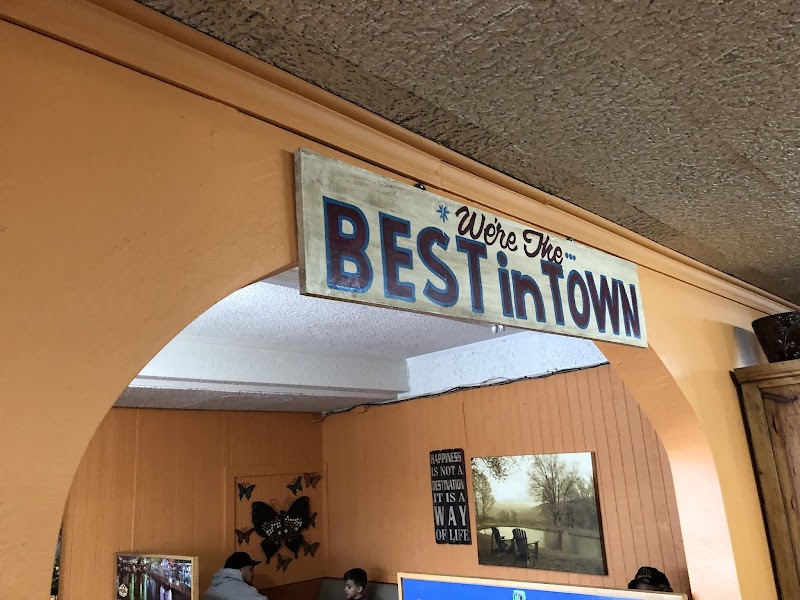 We're The...
BEST in TOWN
HAPPINESS
IS NOT A
DESTINATION
IT IS A
WAY
OF LIFE